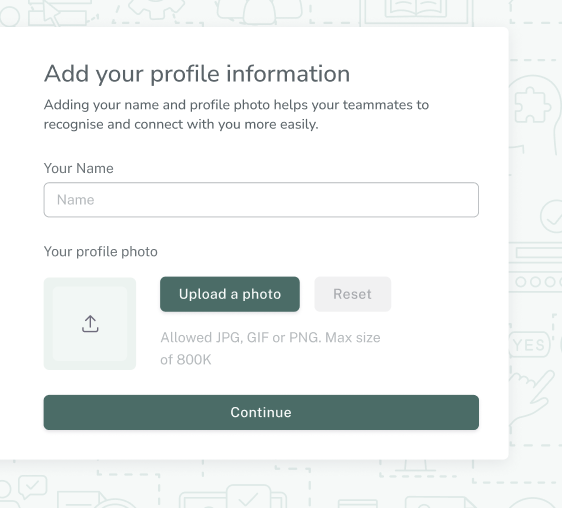 Add your profile information
Adding your name and profile photo helps your teammates to
recognise and connect with you more easily.
Your Name
Name
Your profile photo
Upload a photo
Reset
Allowed JPG, GIF or PNG. Max size
of 800K
YES
Continue